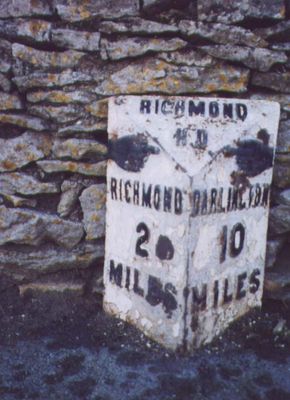 RICHMOND
H D
RICHMOND
2
MILES
DARLINGTON
10
MILES